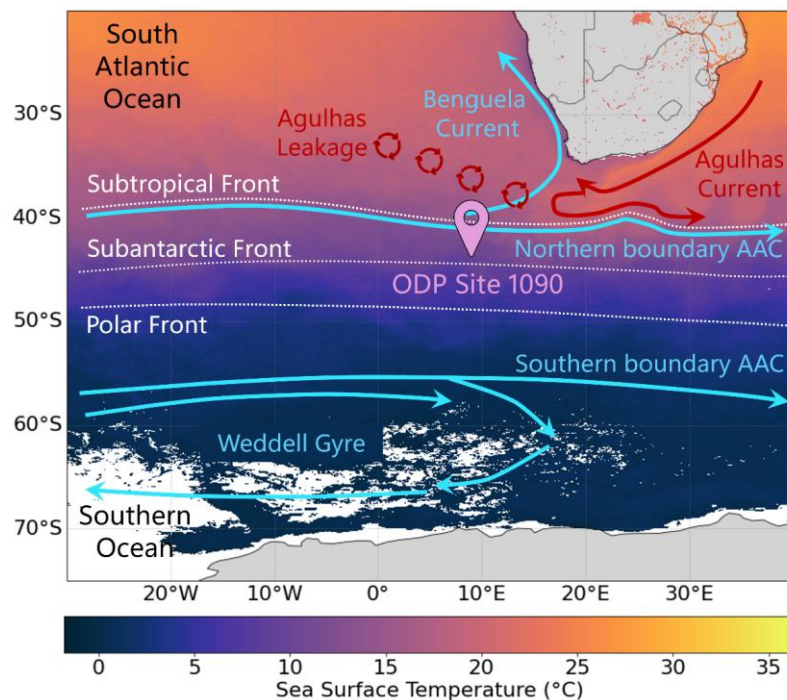 South
Atlantic
Ocean
30°S
Benguela
Current
Agulhas
Leakage
Agulhas
Current
Subtropical Front
40°S
Subantarctic Front
Northern boundary AAC
ODP Site 1090
50°S
Polar Front
Southern boundary AAC
60°S
Weddell Gyre
Southern
Ocean
70°S
20°W
10°W
0°
10°E
20°E
30°E
0
5
10
15
20
25
30
35
Sea Surface Temperature (°C)